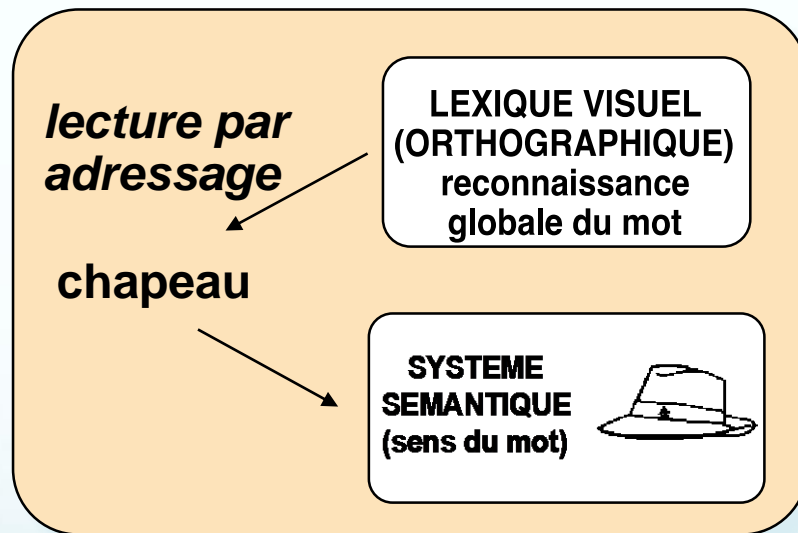 lecture par
adressage
LEXIQUE VISUEL
(ORTHOGRAPHIQUE)
reconnaissance
globale du mot
chapeau
SYSTEME
SEMANTIQUE
(sens du mot)